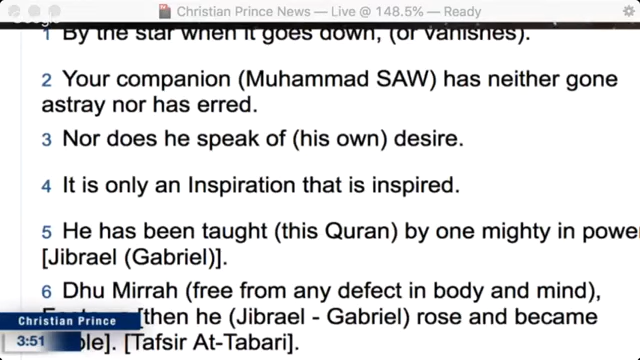 Christian Prince News — Live @ 148.5% — Ready
1 By the star when it goes down, (or vanishes).
2 Your companion (Muhammad SAW) has neither gone
astray nor has erred.
3 Nor does he speak of (his own) desire.
4 It is only an Inspiration that is inspired.
5 He has been taught (this Quran) by one mighty in power
[Jibrael (Gabriel)].
6 Dhu Mirrah (free from any defect in body and mind),
[then he (Jibrael - Gabriel) rose and became
Christian Prince
3:51
[Tafsir At-Tabari].